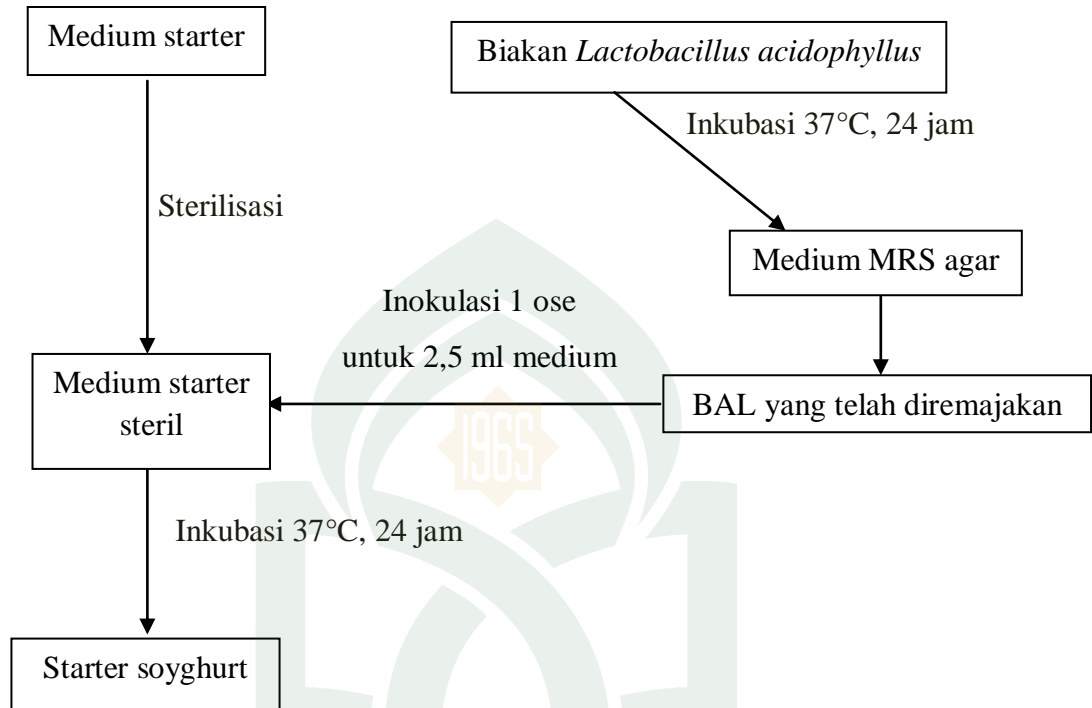 Medium starter
Biakan Lactobacillus acidophyllus
Inkubasi 37°C, 24 jam
Sterilisasi
Medium MRS agar
Inokulasi 1 ose
untuk 2,5 ml medium
Medium starter
steril
BAL yang telah diremajakan
1965
Inkubasi 37°C, 24 jam
Starter soyghurt